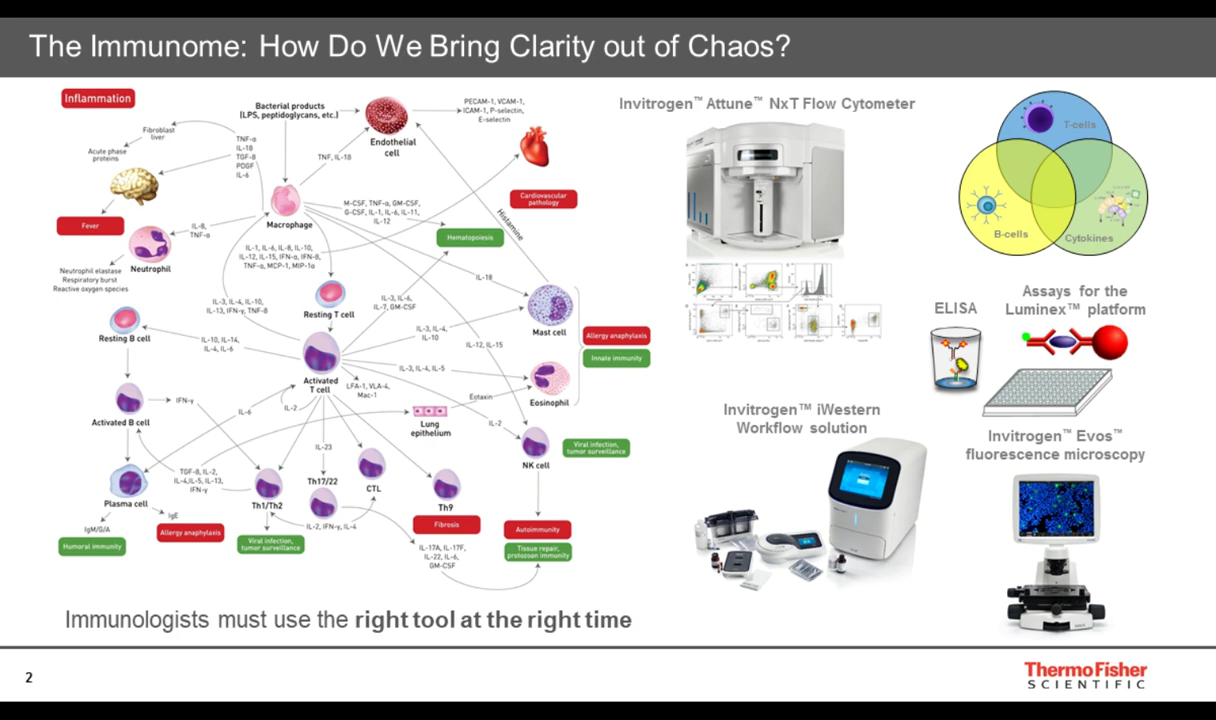 The Immunome: How Do We Bring Clarity out of Chaos?
Inflammation
Bacterial products
(LPS, peptidoglycans, etc.)
PECAM-1, VCAM-1,
ICAM-1, P-selectin,
E-selectin
Endothelial
cell
Fibroblast
liver
Acute phase
proteins
TNF-α
IL-1B
TGF-B
PDGF
IL-6
TNF, IL-1B
Cardiovascular
pathology
Fever
Macrophage
M-CSF, TNF-α, GM-CSF,
G-CSF, IL-1, IL-6, IL-11,
IL-12
Histamine
Hematopoiesis
IL-8,
TNF-α
Neutrophil
Neutrophil elastase
Respiratory burst
Reactive oxygen species
IL-1, IL-6, IL-8, IL-10,
IL-12, IL-15, IFN-α, IFN-B,
TNF-α, MCP-1, MIP-1α
IL-18
IL-3, IL-4, IL-10,
IL-13, IFN-γ, TNF-B
Resting T cell
IL-3, IL-6,
IL-7, GM-CSF
Mast cell
Resting B cell
IL-10, IL-14,
IL-4, IL-6
IL-3, IL-4,
IL-10
IL-12, IL-15
Allergy anaphylaxis
Innate immunity
Activated
T cell
LFA-1, VLA-4,
Mac-1
IL-3, IL-4, IL-5
Eotaxin
Eosinophil
Activated B cell
IFN-γ
IL-6
IL-2
Lung
epithelium
IL-2
Viral infection,
tumor surveillance
NK cell
IL-23
TGF-B, IL-2,
IL-4,IL-5, IL-13,
IFN-γ
Plasma cell
IgE
IgM/G/A
Humoral immunity
Allergy anaphylaxis
Th1/Th2
Viral infection,
tumor surveillance
Th17/22
CTL
IL-2, IFN-γ, IL-4
Th9
Fibrosis
IL-17A, IL-17F,
IL-22, IL-6,
GM-CSF
Autoimmunity
Tissue repair,
protozoan immunity
Immunologists must use the right tool at the right time
Invitrogen™ Attune™ NxT Flow Cytometer
T-cells
B-cells
Cytokines
ELISA
Assays for the
Luminex™ platform
Invitrogen™ iWestern
Workflow solution
Invitrogen™ Evos™
fluorescence microscopy
2
ThermoFisher
SCIENTIFIC